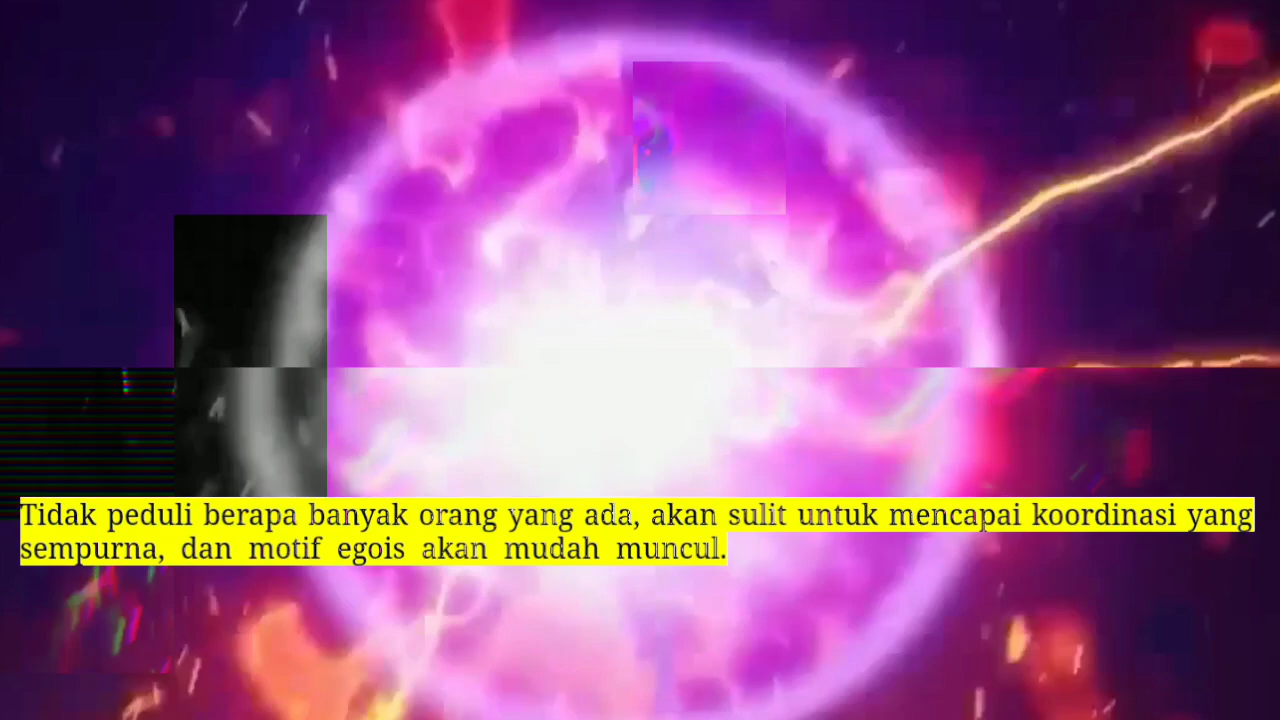 Tidak peduli berapa banyak orang yang ada, akan sulit untuk mencapai koordinasi yang
sempurna, dan motif egois akan mudah muncul.